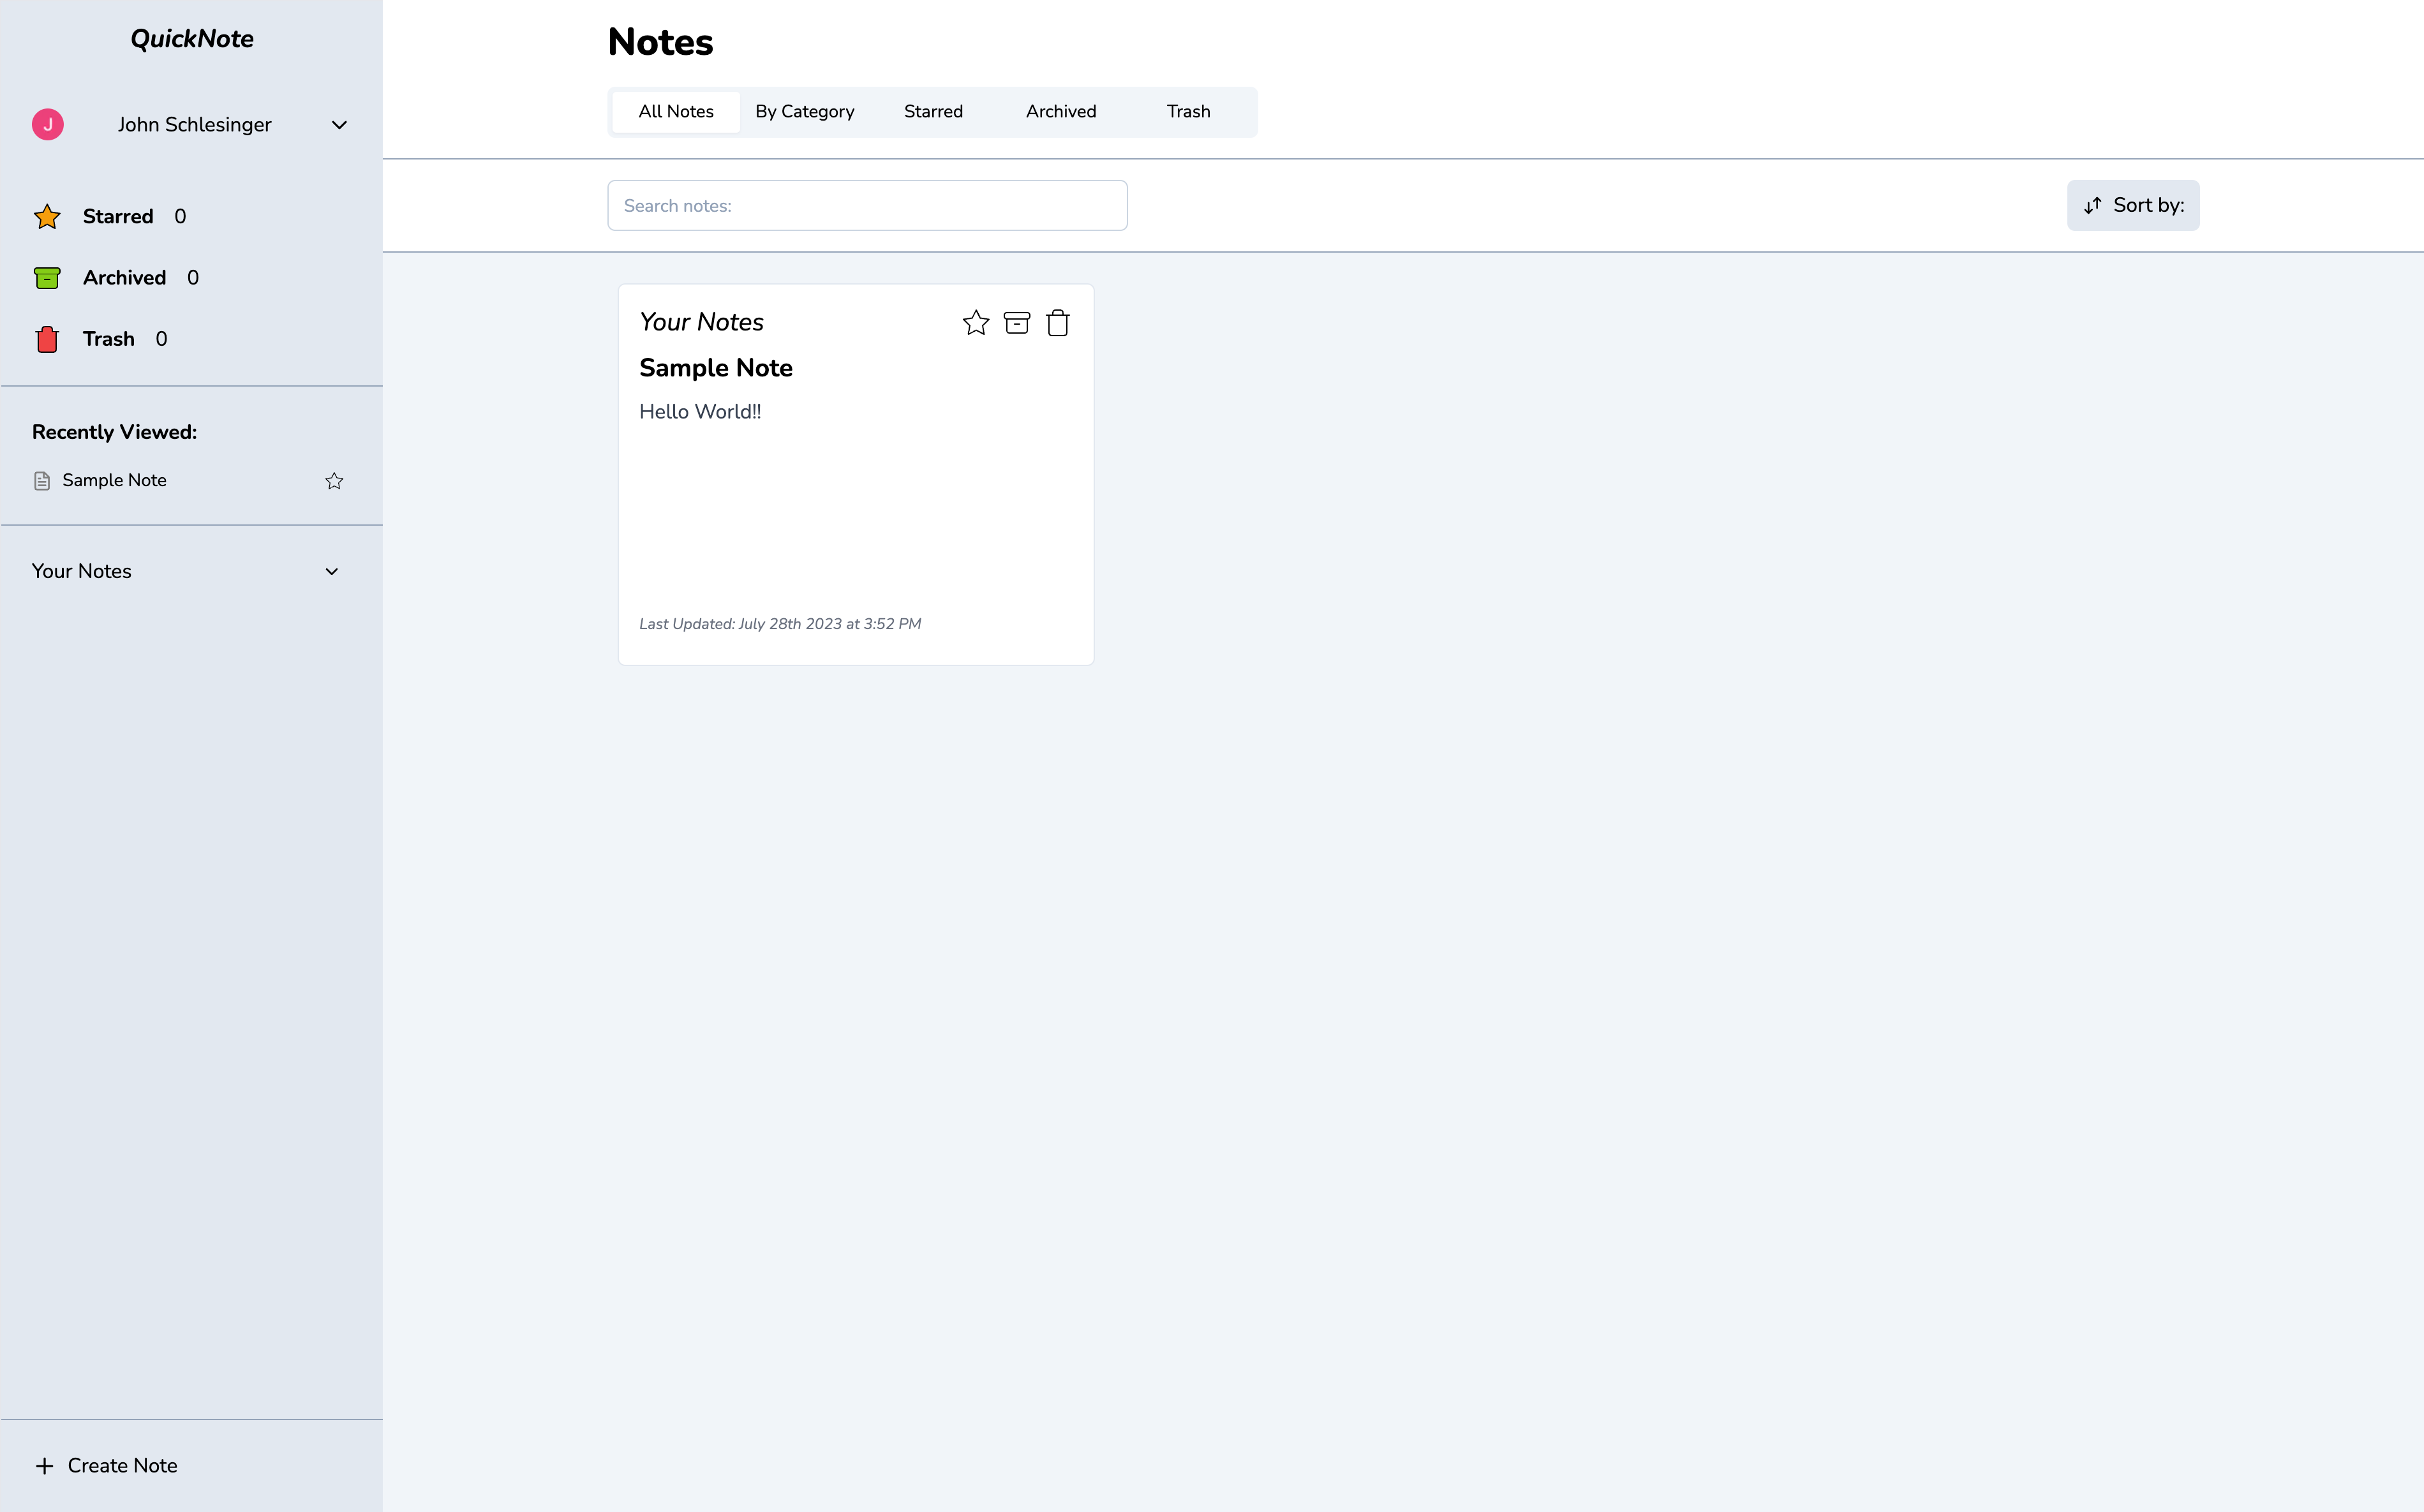 QuickNote
J
John Schlesinger
Starred 0
Archived 0
Trash 0
Recently Viewed:
Sample Note
Your Notes
Create Note
Notes
All Notes By Category Starred Archived Trash
Search notes:
Sort by:
Your Notes
Sample Note
Hello World!!
Last Updated: July 28th 2023 at 3:52 PM